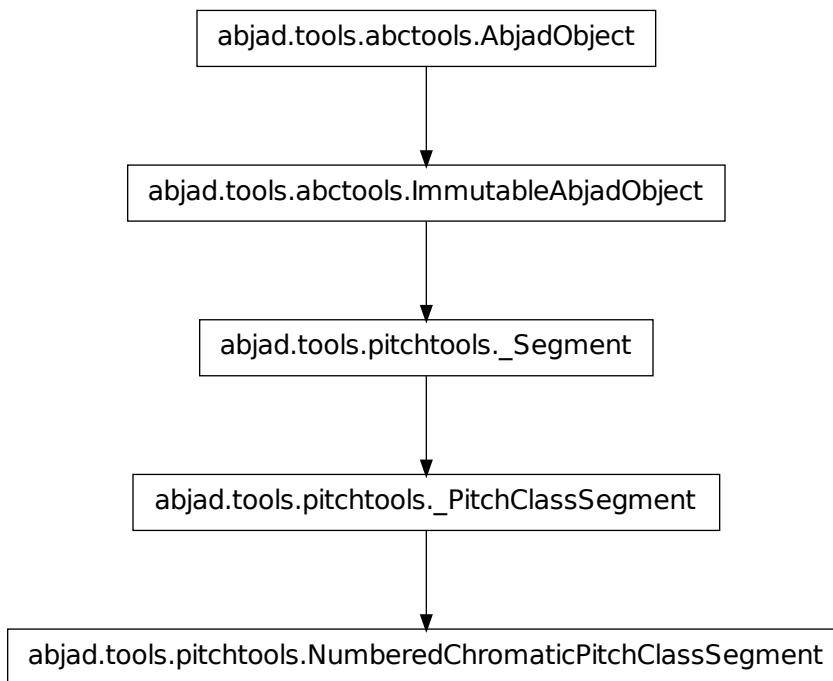 abjad.tools.abctools.AbjadObject
abjad.tools.abctools.ImmutableAbjadObject
abjad.tools.pitchtools._Segment
abjad.tools.pitchtools._PitchClassSegment
abjad.tools.pitchtools.NumberedChromaticPitchClassSegment